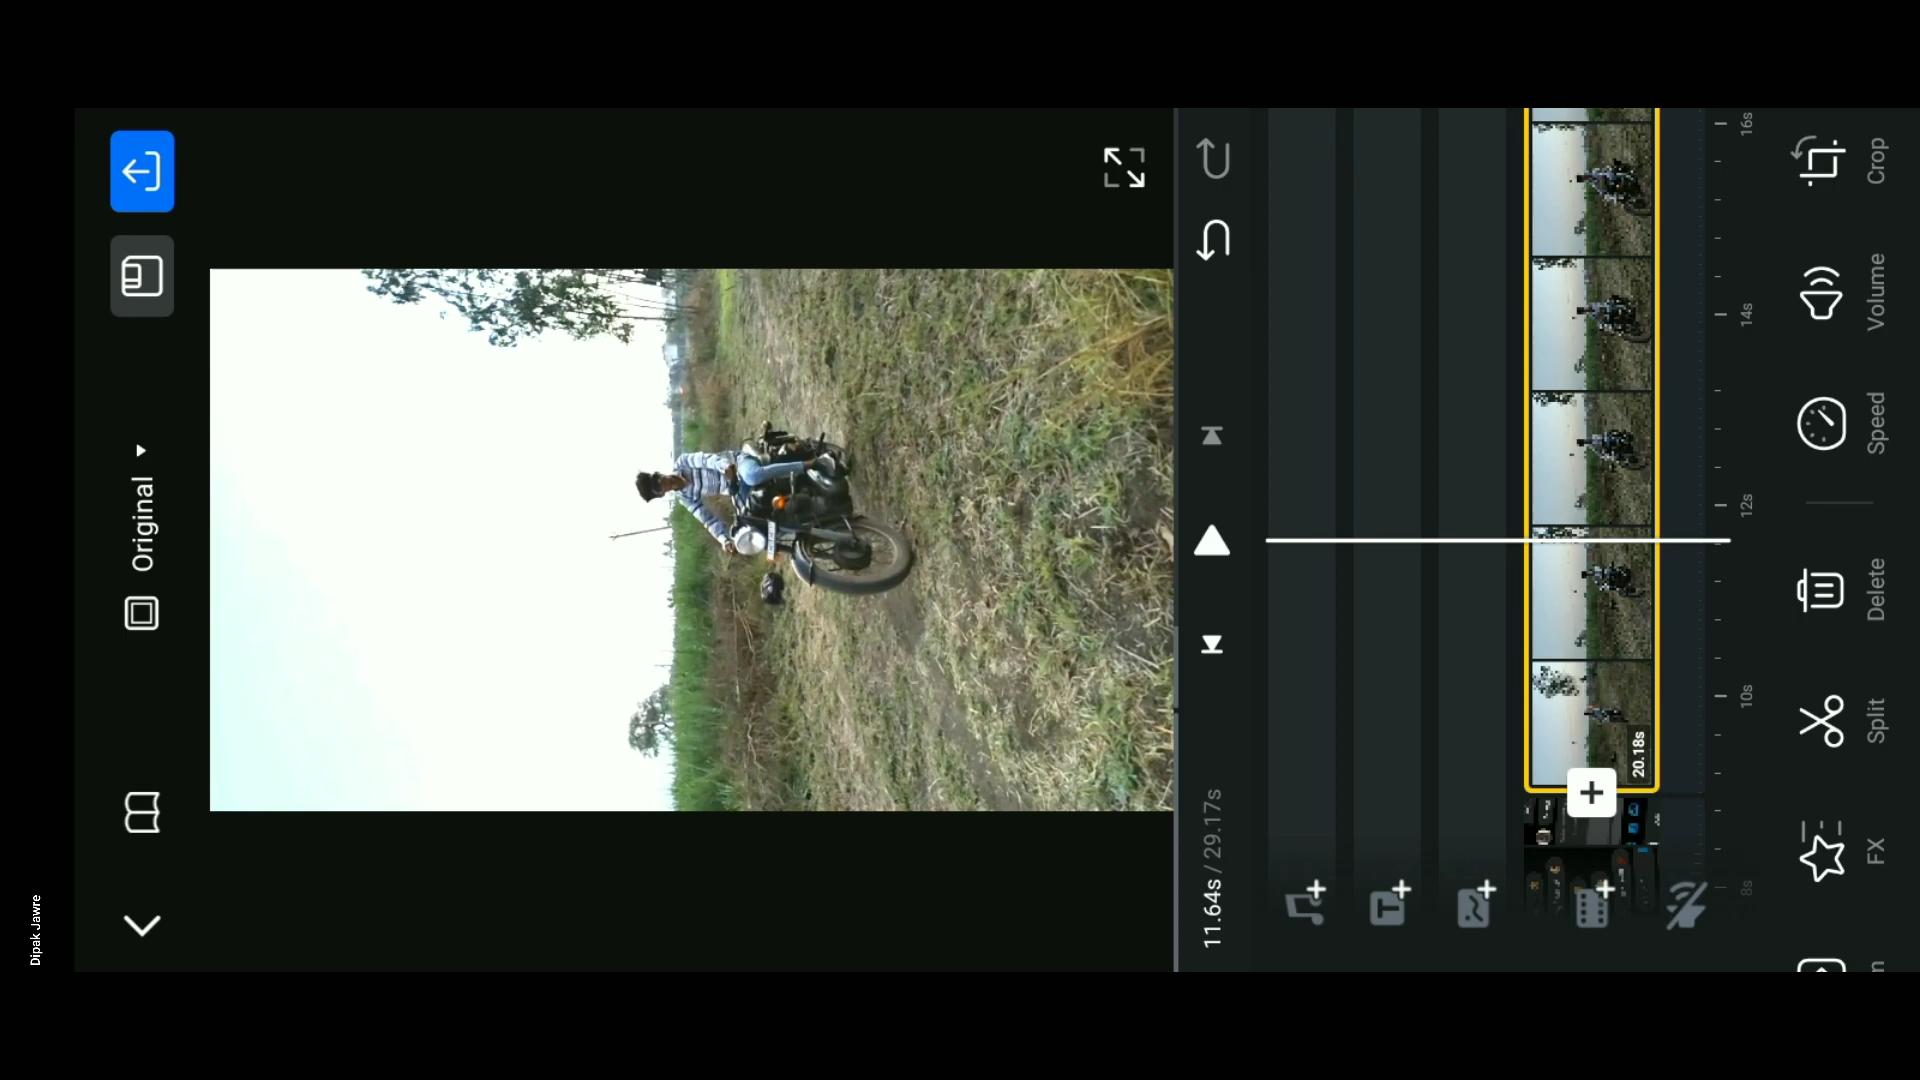 Dipak Jawre
Original
11.64s / 29.17s
20.18s
8s
10s
12s
14s
16s
FX
Split
Delete
Speed
Volume
Crop